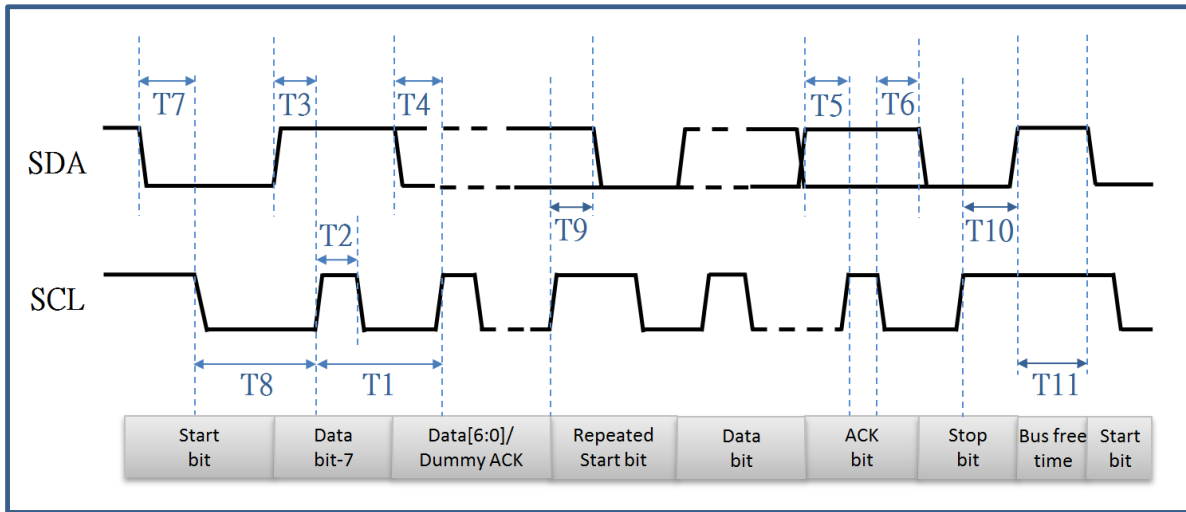 T7
T3
T4
T5
T6
SDA
T9
T10
T2
SCL
T8
T1
T11
Start
bit
Data
bit-7
Data[6:0]/
Dummy ACK
Repeated
Start bit
Data
bit
ACK
bit
Stop
bit
Bus free
time
Start
bit